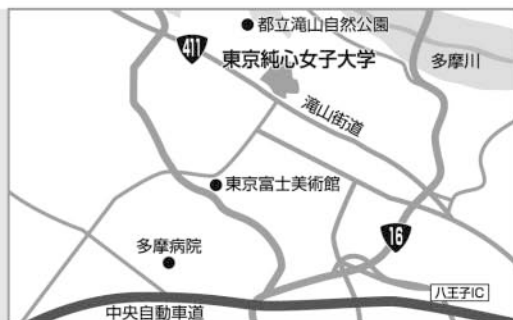 都立滝山自然公園
411
東京純心女子大学
多摩川
滝山街道
東京富士美術館
16
多摩病院
八王子IC
中央自動車道